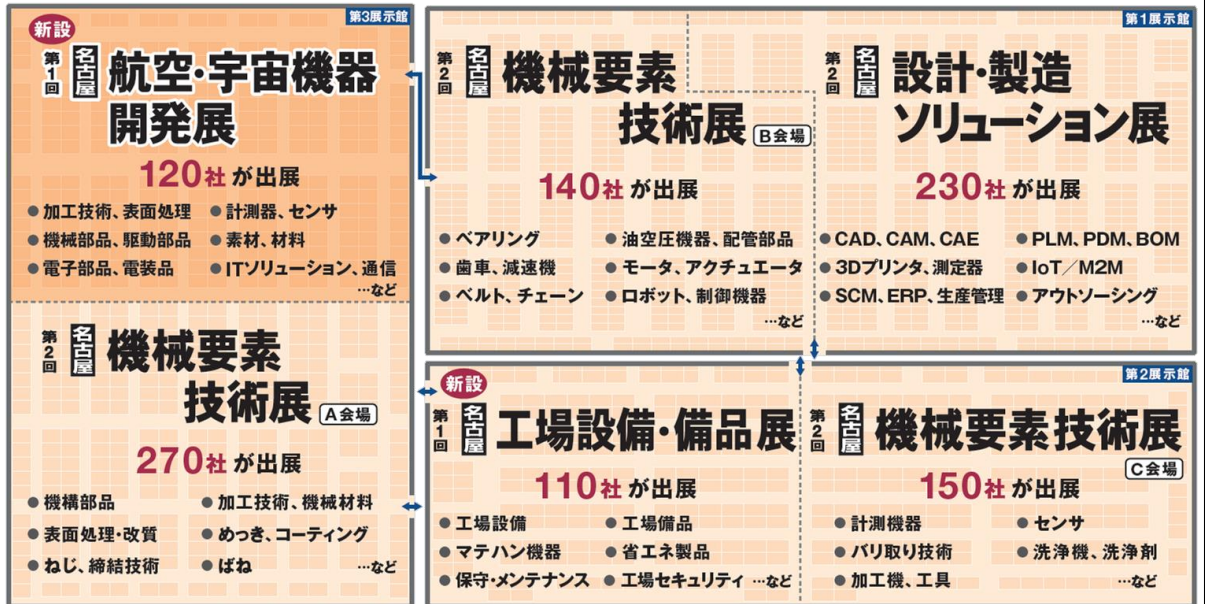 新設
第3展示館
第1回
名古屋
航空・宇宙機器
開発展
120社が出展
●加工技術、表面処理 ●計測器、センサ
●機械部品、駆動部品 ●素材、材料
●電子部品、電装品 ●ITソリューション、通信
…など
第2回
名古屋
機械要素
技術展 A会場
270社が出展
●機構部品 ●加工技術、機械材料
●表面処理・改質 ●めっき、コーティング
●ねじ、締結技術 ●ばね …など
第1展示館
第2回
名古屋
機械要素
技術展 B会場
140社が出展
●ベアリング ●油空圧機器、配管部品
●歯車、減速機 ●モータ、アクチュエータ
●ベルト、チェーン ●ロボット、制御機器
…など
第2回
名古屋
設計・製造
ソリューション展
230社が出展
●CAD、CAM、CAE ●PLM、PDM、BOM
●3Dプリンタ、測定器 ●IoT／M2M
●SCM、ERP、生産管理 ●アウトソーシング
…など
第2展示館
新設
第1回
名古屋
工場設備・備品展
110社が出展
●工場設備 ●工場備品
●マテハン機器 ●省エネ製品
●保守・メンテナンス ●工場セキュリティ …など
第2回
名古屋
機械要素技術展
C会場
150社が出展
●計測機器 ●センサ
●バリ取り技術 ●洗浄機、洗浄剤
●加工機、工具 …など